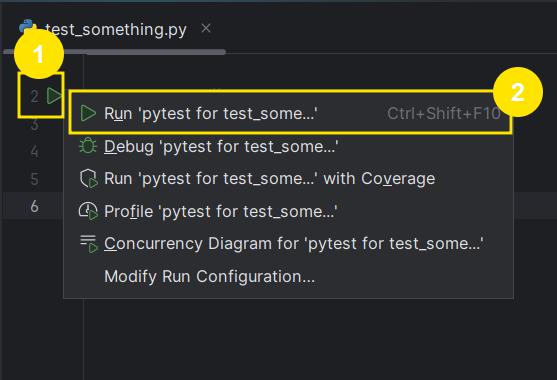 test_something.py
1
2
2
Run 'pytest for test_some...' Ctrl+Shift+F10
3
4
Debug 'pytest for test_some...'
5
Run 'pytest for test_some...' with Coverage
6
Profile 'pytest for test_some...'
Concurrency Diagram for 'pytest for test_some...'
Modify Run Configuration...